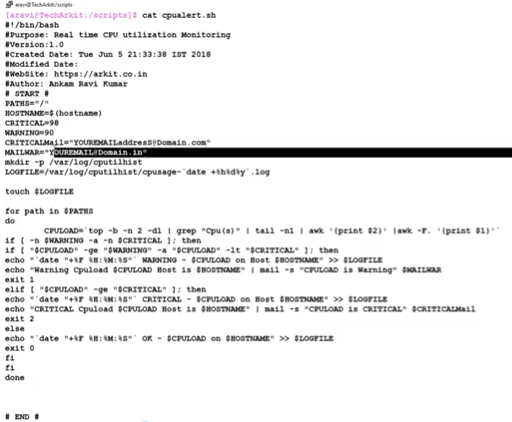 aravi@TechArkit:/scripts
[aravi@TechArkit:/scripts]$ cat cpualert.sh
#!/bin/bash
#Purpose: Real time CPU utilization Monitoring
#Version:1.0
#Created Date: Tue Jun 5 21:33:38 IST 2018
#Modified Date:
#WebSite: https://arkit.co.in
#Author: Ankam Ravi Kumar
# START #
PATHS="/"
HOSTNAME=$(hostname)
CRITICAL=98
WARNING=90
CRITICALMail="YOUREMAILaddresS@Domain.com"
MAILWAR="YOUREMAIL@Domain.in"
mkdir -p /var/log/cputilhist
LOGFILE=/var/log/cputilhist/cpusage-`date +%h%d%y`.log
touch $LOGFILE
for path in $PATHS
do
CPULOAD=`top -b -n 2 -d1 | grep "Cpu(s)" | tail -n1 | awk '{print $2}' |awk -F. '{print $1}'`
if [ -n $WARNING -a -n $CRITICAL ]; then
if [ "$CPULOAD" -ge "$WARNING" -a "$CPULOAD" -lt "$CRITICAL" ]; then
echo "`date "+%F %H:%M:%S"` WARNING - $CPULOAD on Host $HOSTNAME" >> $LOGFILE
echo "Warning Cpuload $CPULOAD Host is $HOSTNAME" | mail -s "CPULOAD is Warning" $MAILWAR
exit 1
elif [ "$CPULOAD" -ge "$CRITICAL" ]; then
echo "`date "+%F %H:%M:%S"` CRITICAL - $CPULOAD on Host $HOSTNAME" >> $LOGFILE
echo "CRITICAL Cpuload $CPULOAD Host is $HOSTNAME" | mail -s "CPULOAD is CRITICAL" $CRITICALMail
exit 2
else
echo "`date "+%F %H:%M:%S"` OK - $CPULOAD on $HOSTNAME" >> $LOGFILE
exit 0
fi
fi
done
# END #